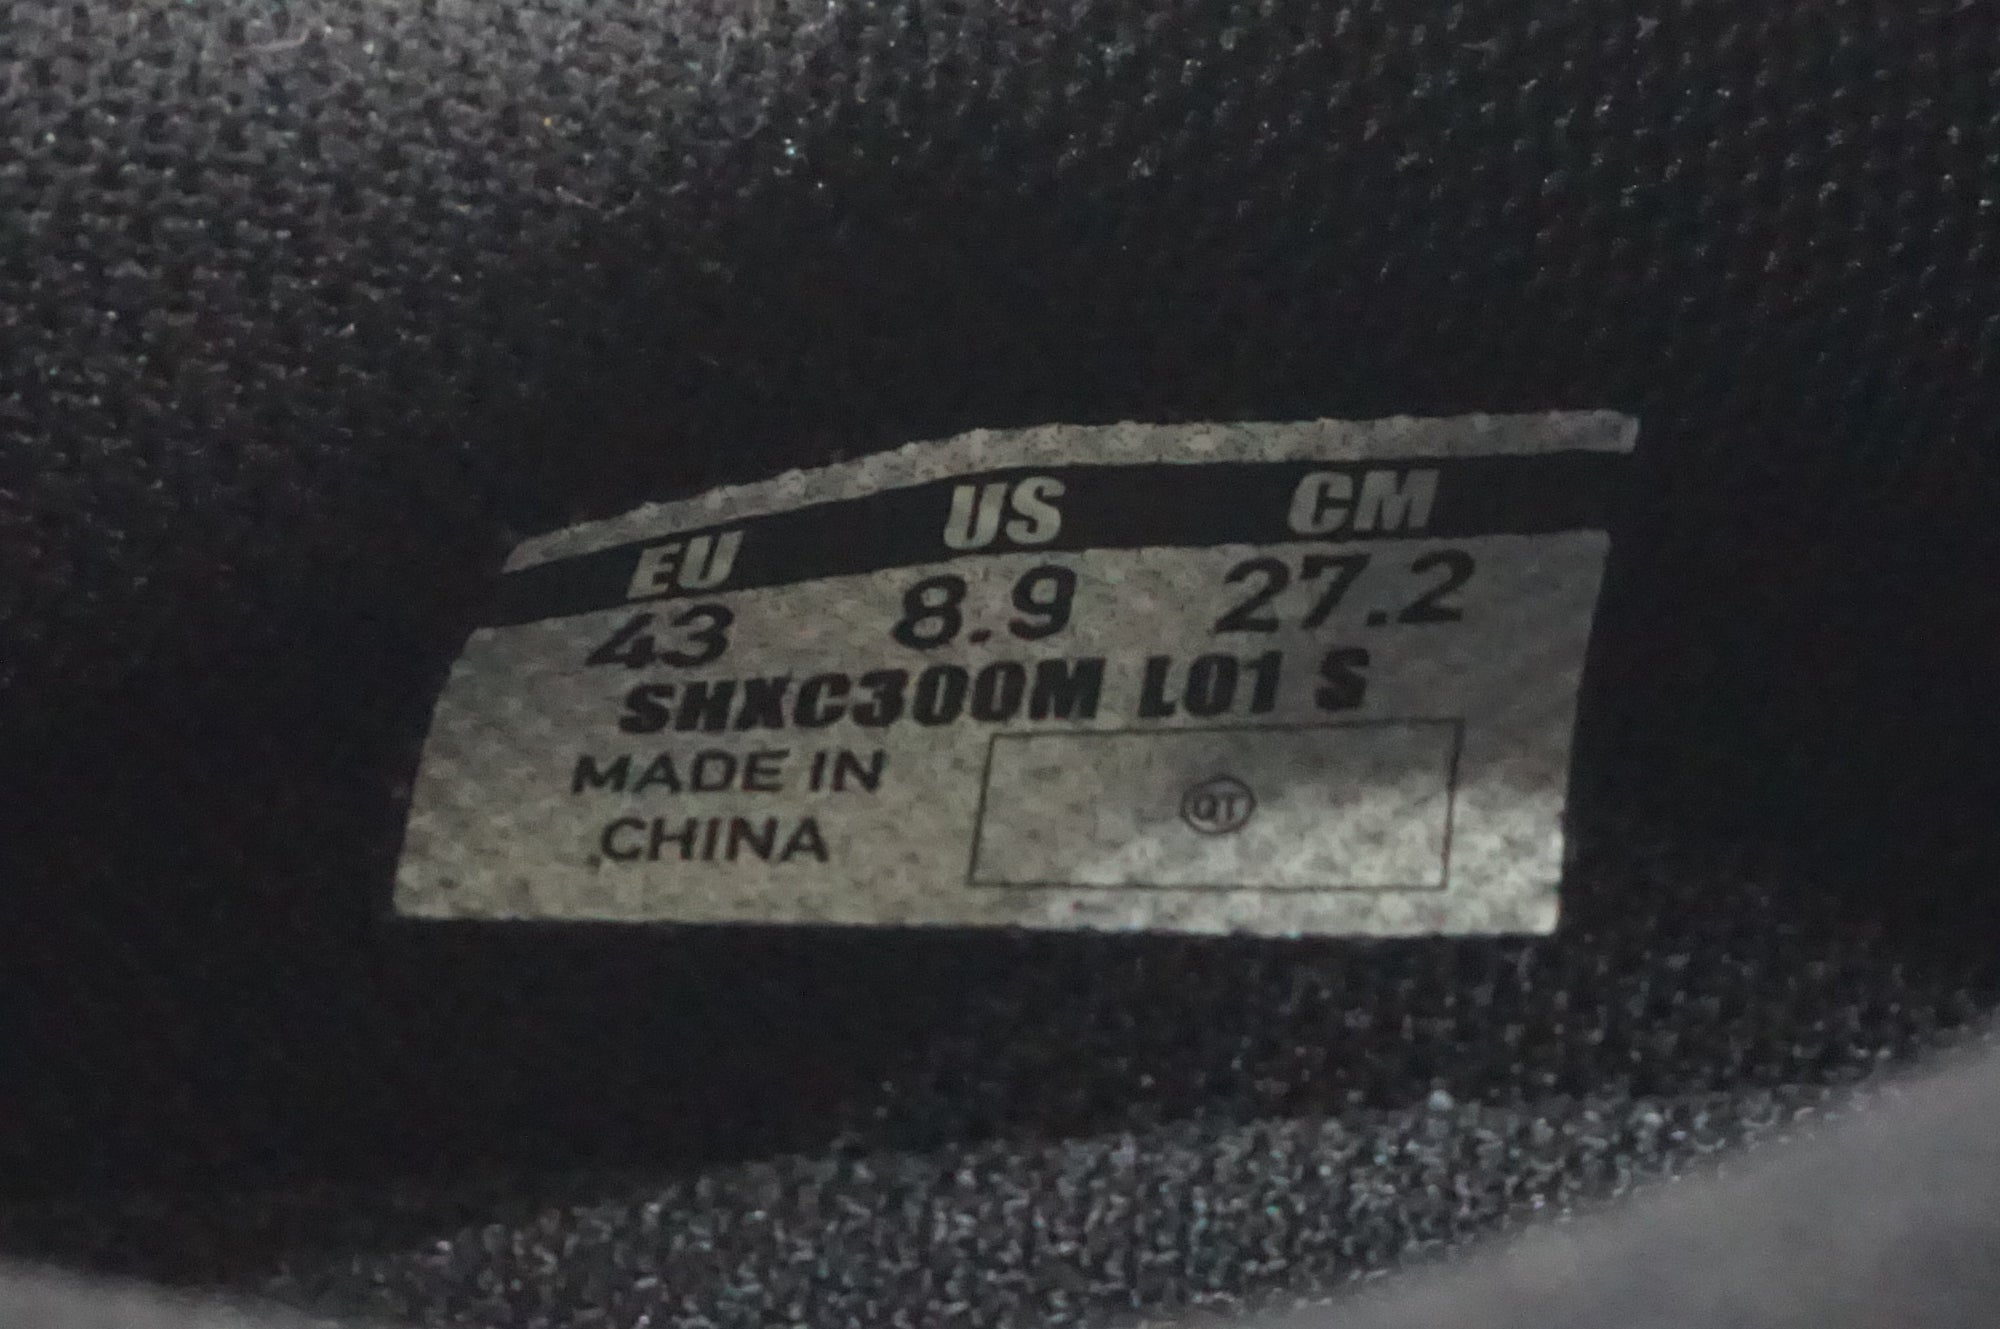 EU US CM
43 8.9 27.2
SHXC300M L01 S
MADE IN
CHINA
QT